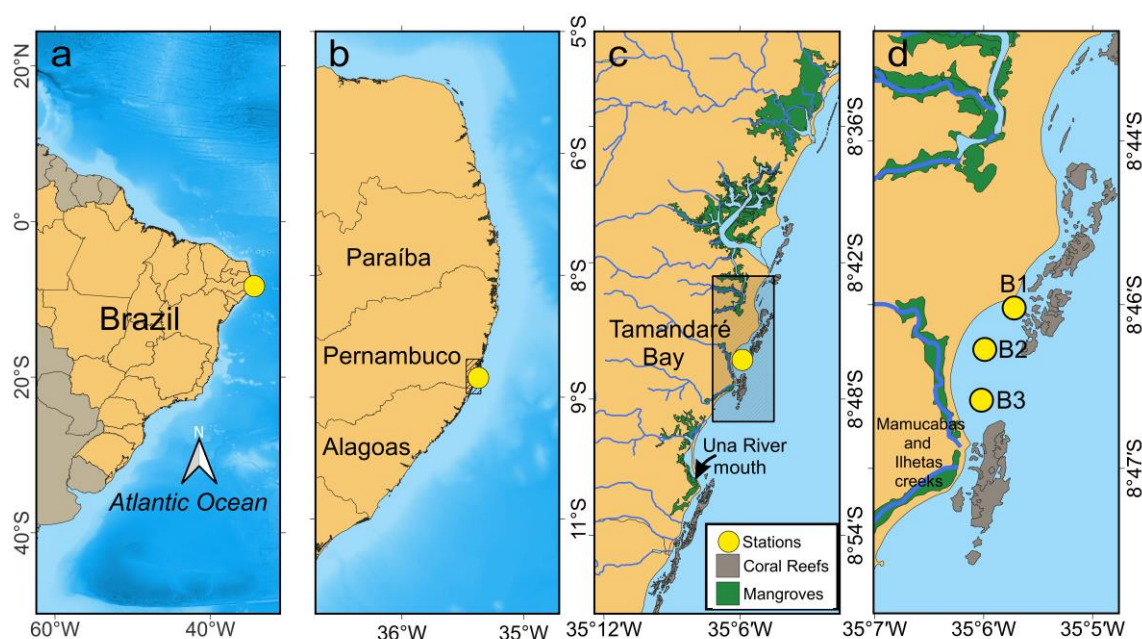 a
20°N
0°
20°S
40°S
60°W
40°W
Brazil
N
Atlantic Ocean
b
5°S
6°S
8°S
9°S
11°S
36°W
35°W
Paraíba
Pernambuco
Alagoas
c
8°36'S
8°42'S
8°48'S
8°54'S
35°12'W
35°6'W
Tamandaré
Bay
Una River
mouth
Stations
Coral Reefs
Mangroves
d
8°44'S
8°46'S
8°47'S
35°7'W
35°6'W
35°5'W
B1
B2
B3
Mamucabas
and
Ilhetas
creeks